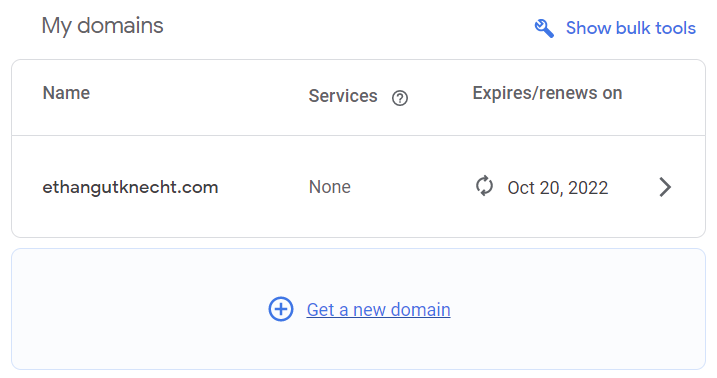 My domains
Show bulk tools
Name Services ? Expires/renews on
ethangutknecht.com None Oct 20, 2022
Get a new domain